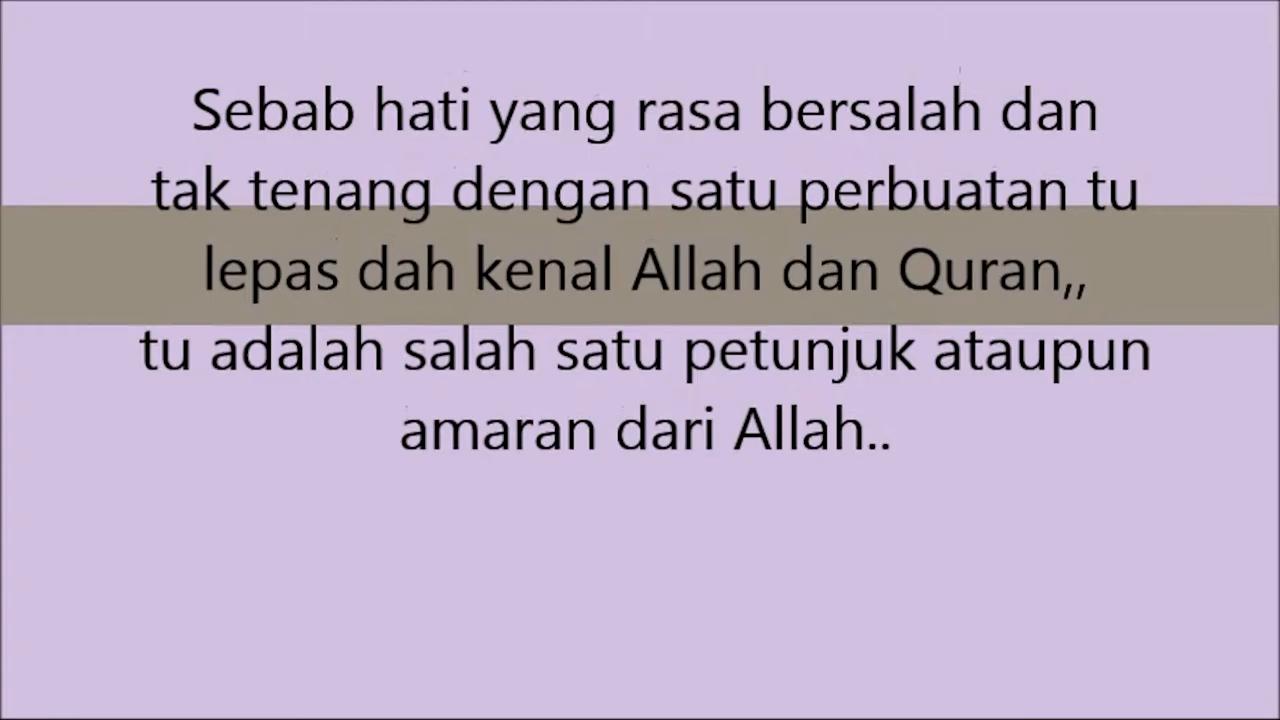 Sebab hati yang rasa bersalah dan
tak tenang dengan satu perbuatan tu
lepas dah kenal Allah dan Quran,,
tu adalah salah satu petunjuk ataupun
amaran dari Allah..